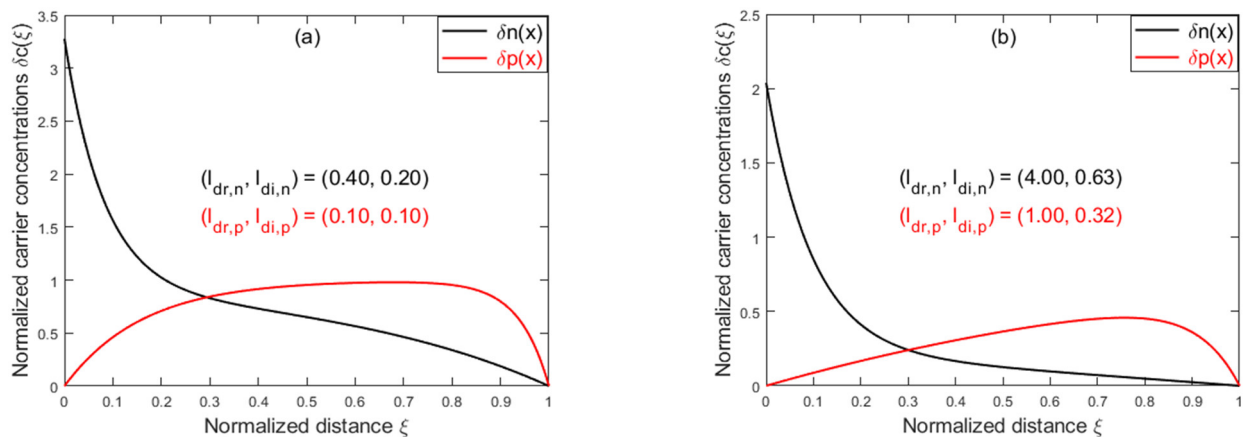 (a)
δn(x)
δp(x)
Normalized carrier concentrations δc(ξ)
3.5
3
2.5
2
1.5
1
0.5
0
(l_dr,n, l_di,n) = (0.40, 0.20)
(l_dr,p, l_di,p) = (0.10, 0.10)
0 0.1 0.2 0.3 0.4 0.5 0.6 0.7 0.8 0.9 1
Normalized distance ξ
(b)
δn(x)
δp(x)
Normalized carrier concentrations δc(ξ)
2.5
2
1.5
1
0.5
0
(l_dr,n, l_di,n) = (4.00, 0.63)
(l_dr,p, l_di,p) = (1.00, 0.32)
0 0.1 0.2 0.3 0.4 0.5 0.6 0.7 0.8 0.9 1
Normalized distance ξ